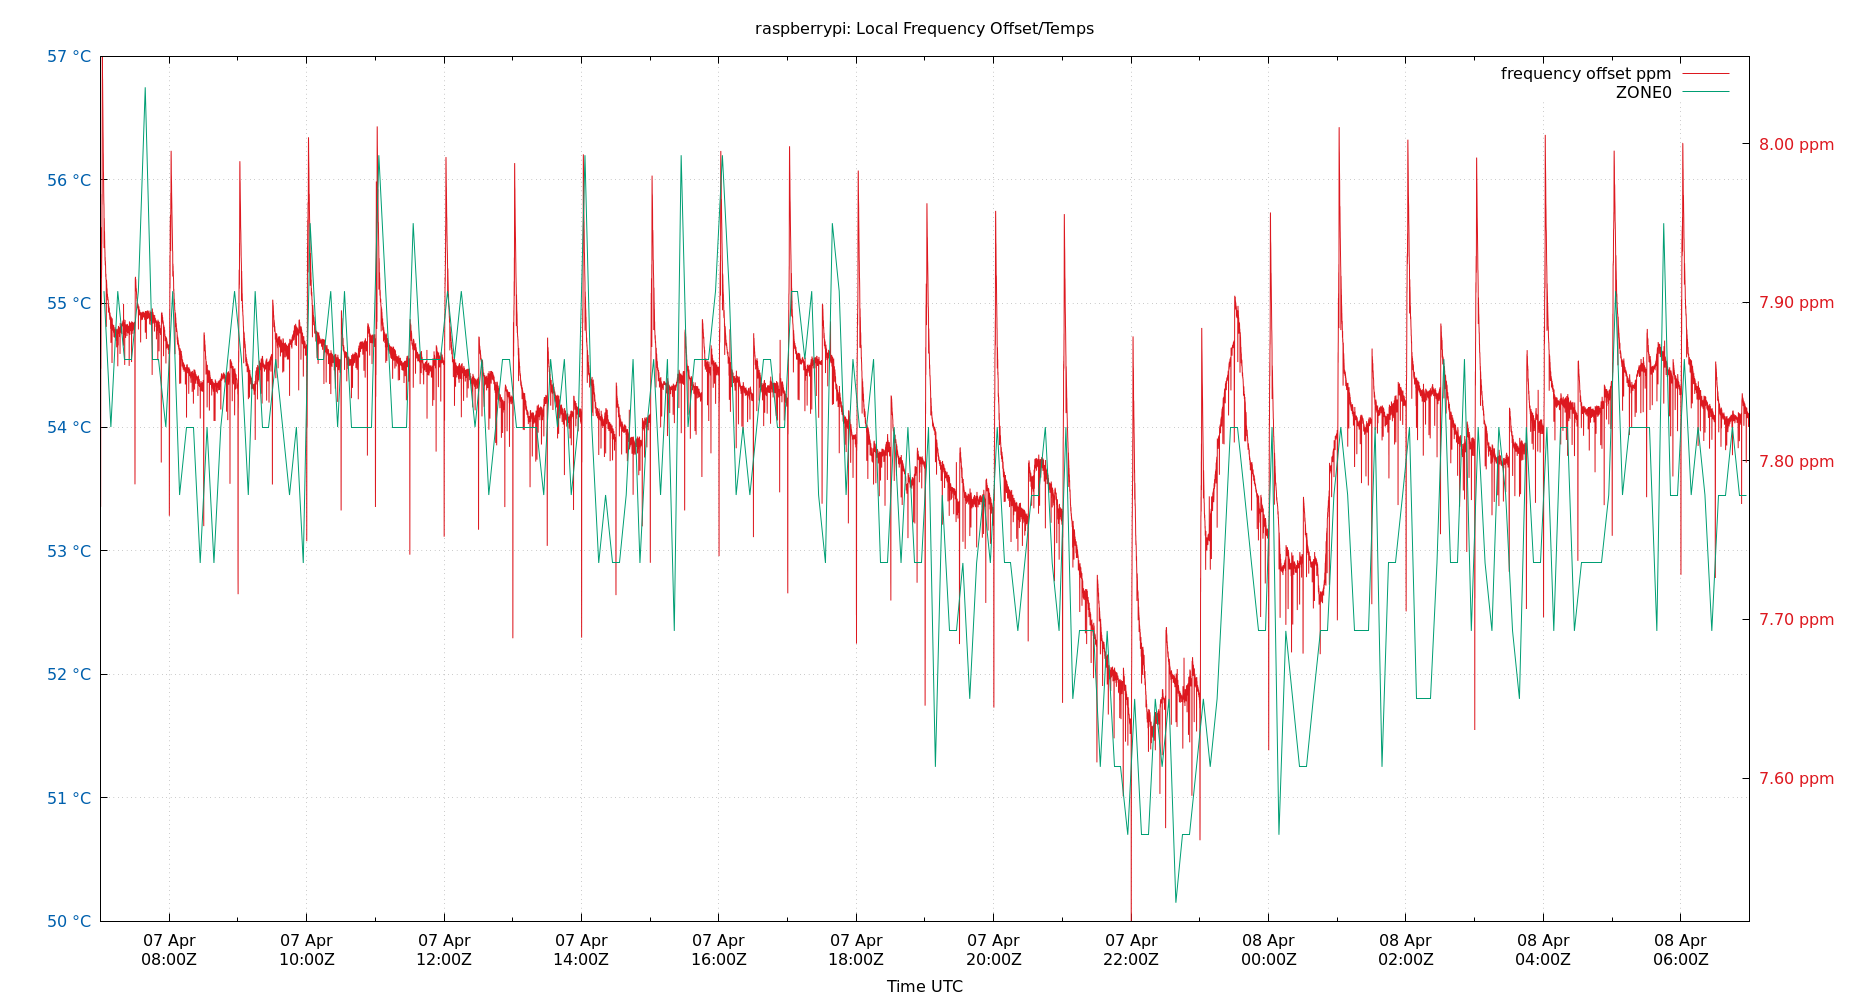 raspberrypi: Local Frequency Offset/Temps
frequency offset ppm
ZONE0
57 °C
56 °C
55 °C
54 °C
53 °C
52 °C
51 °C
50 °C
8.00 ppm
7.90 ppm
7.80 ppm
7.70 ppm
7.60 ppm
07 Apr
08:00Z
07 Apr
10:00Z
07 Apr
12:00Z
07 Apr
14:00Z
07 Apr
16:00Z
07 Apr
18:00Z
07 Apr
20:00Z
07 Apr
22:00Z
08 Apr
00:00Z
08 Apr
02:00Z
08 Apr
04:00Z
08 Apr
06:00Z
Time UTC